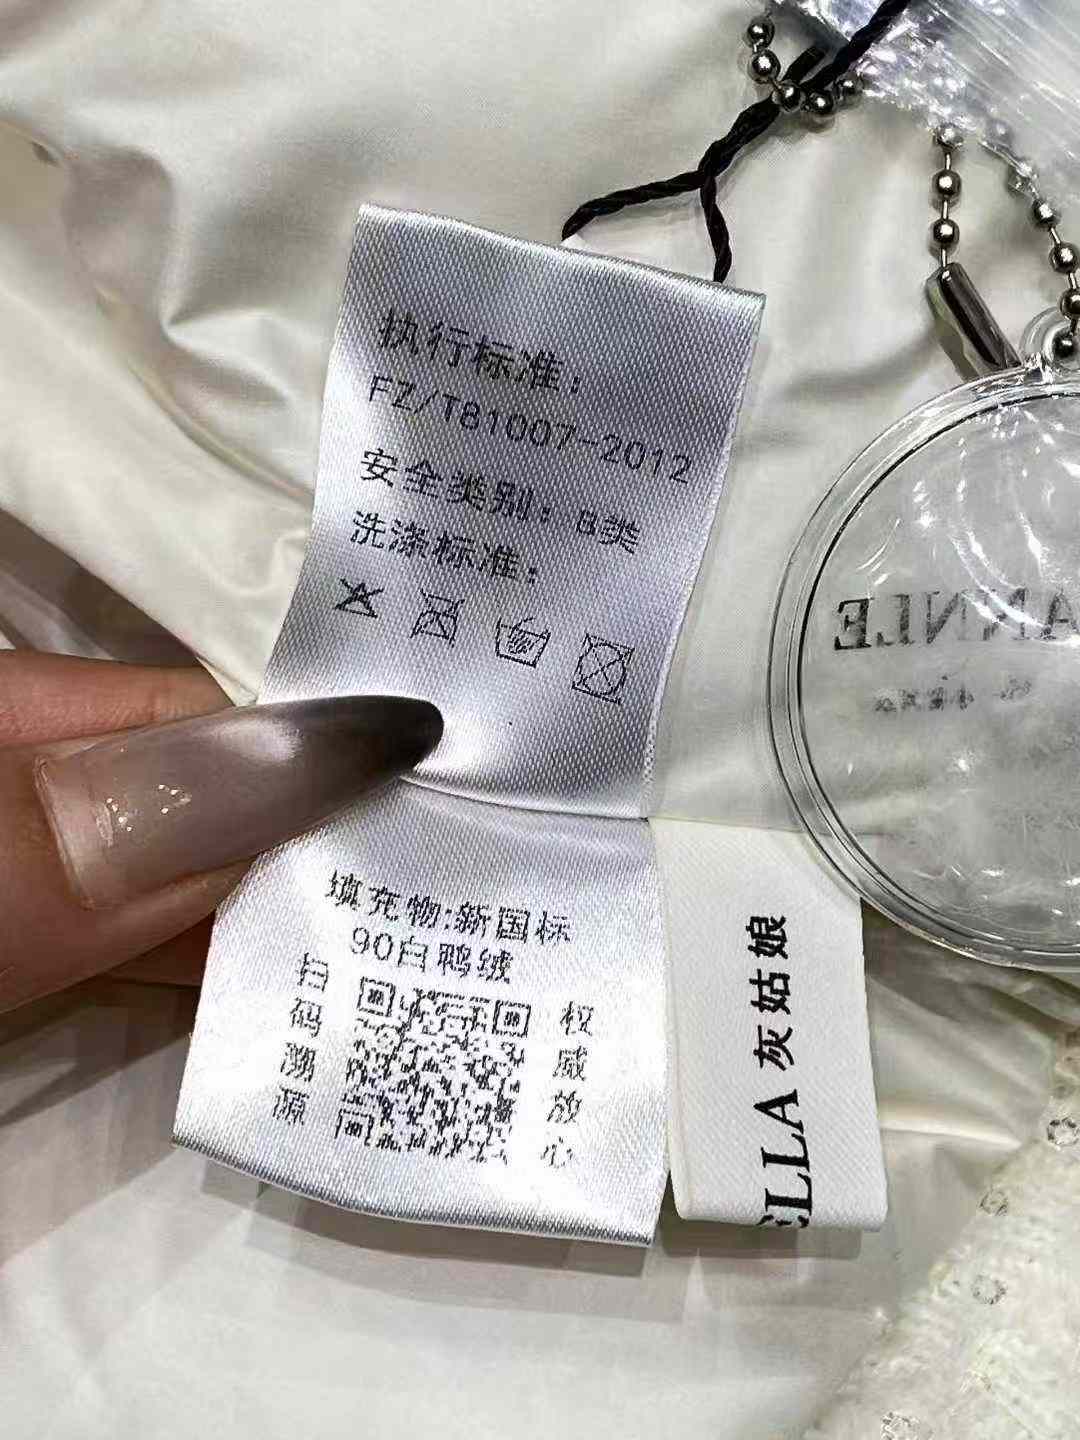 执行标准：
FZ/T81007-2012
安全类别：B类
洗涤标准：
填充物:新国标
90白鸭绒
扫码溯源
权威放心
ELLA 灰姑娘